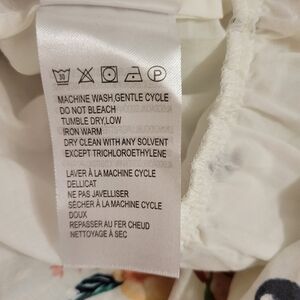 30 P
MACHINE WASH,GENTLE CYCLE
DO NOT BLEACH
TUMBLE DRY,LOW
IRON WARM
DRY CLEAN WITH ANY SOLVENT
EXCEPT TRICHLOROETHYLENE
LAVER À LA MACHINE CYCLE
DELLICAT
NE PAS JAVELLISER
SÉCHER À LA MACHINE CYCLE
DOUX
REPASSER AU FER CHEUD
NETTOYAGE À SEC